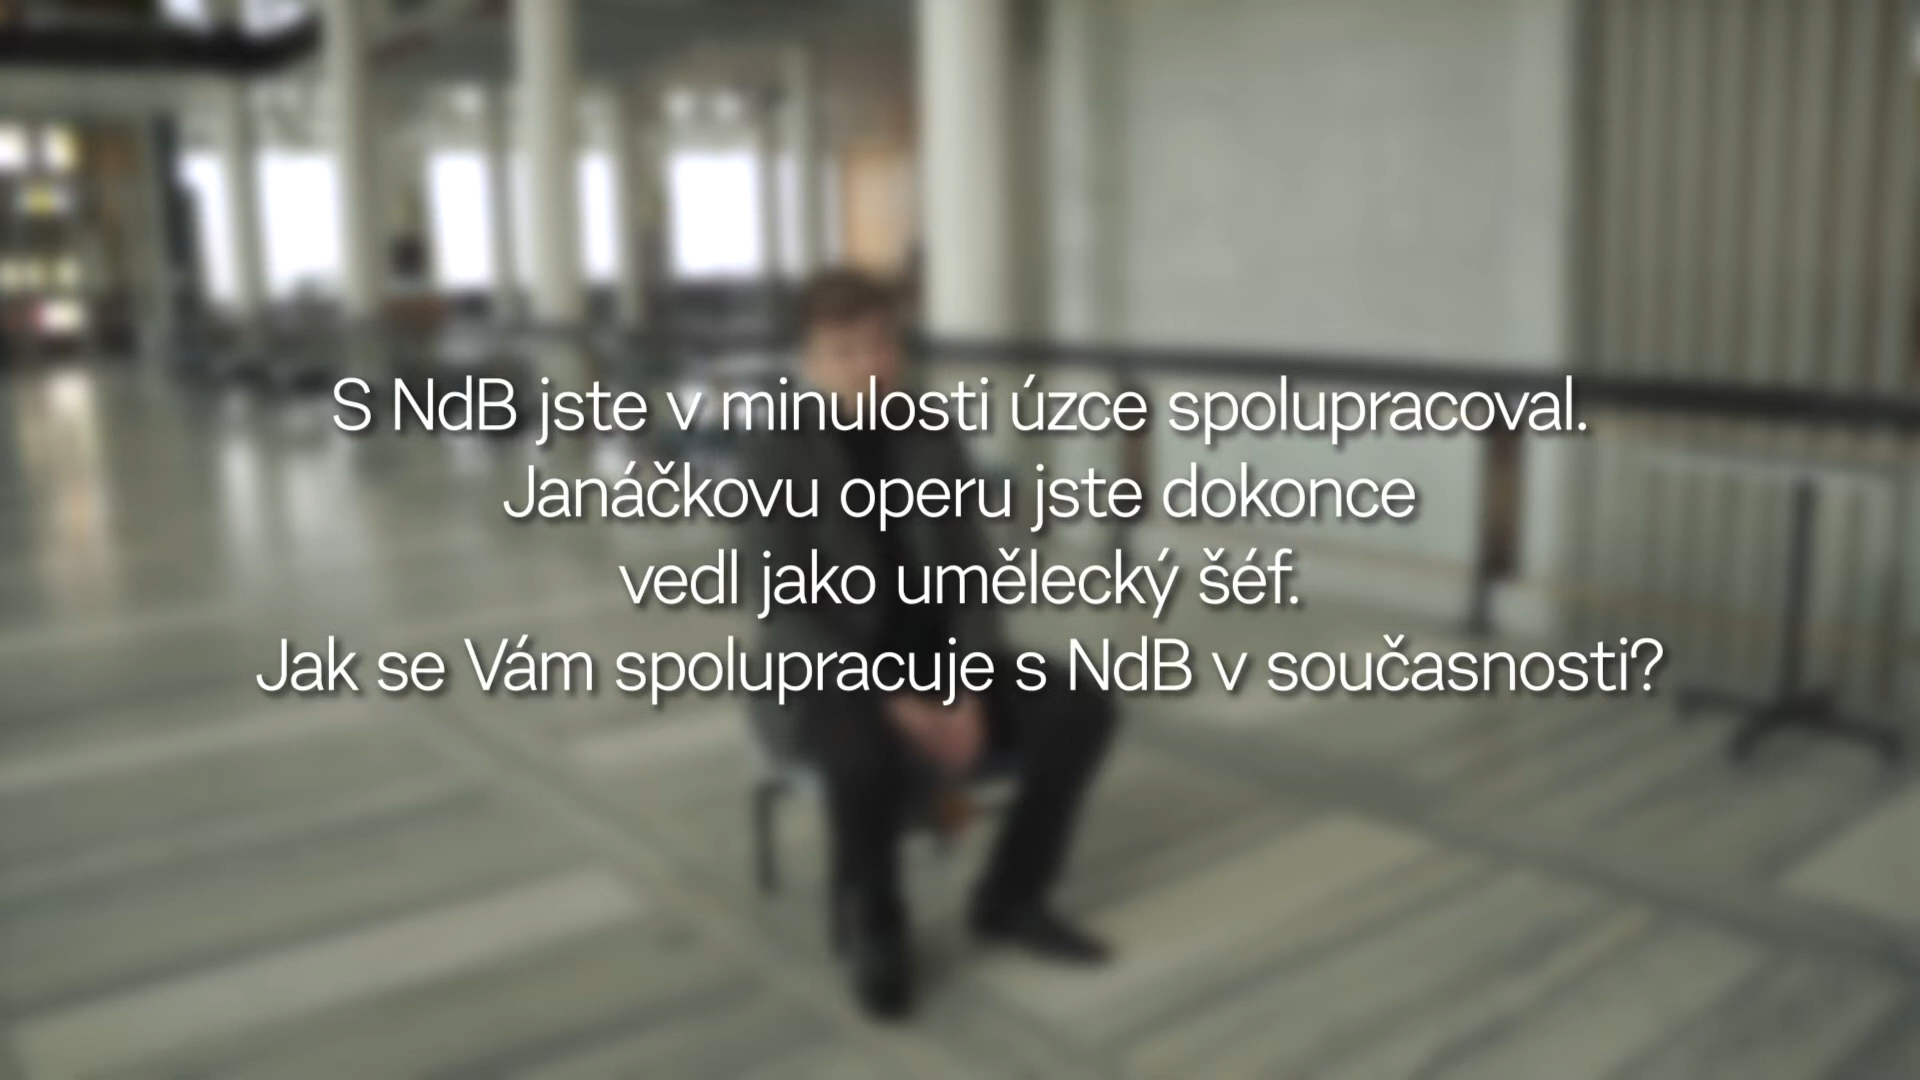 S NdB jste v minulosti úzce spolupracoval.
Janáčkovu operu jste dokonce
vedl jako umělecký šéf.
Jak se Vám spolupracuje s NdB v současnosti?